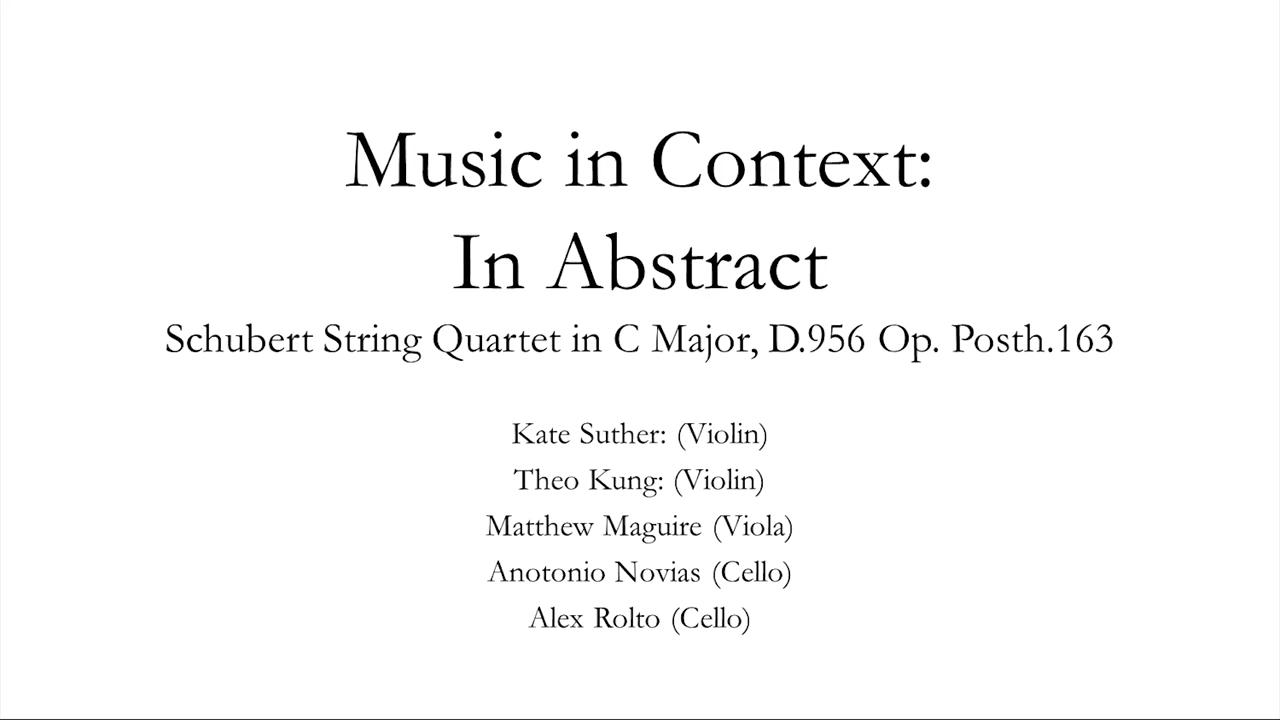 Music in Context:
In Abstract
Schubert String Quartet in C Major, D.956 Op. Posth.163
Kate Suther: (Violin)
Theo Kung: (Violin)
Matthew Maguire (Viola)
Anotonio Novias (Cello)
Alex Rolto (Cello)